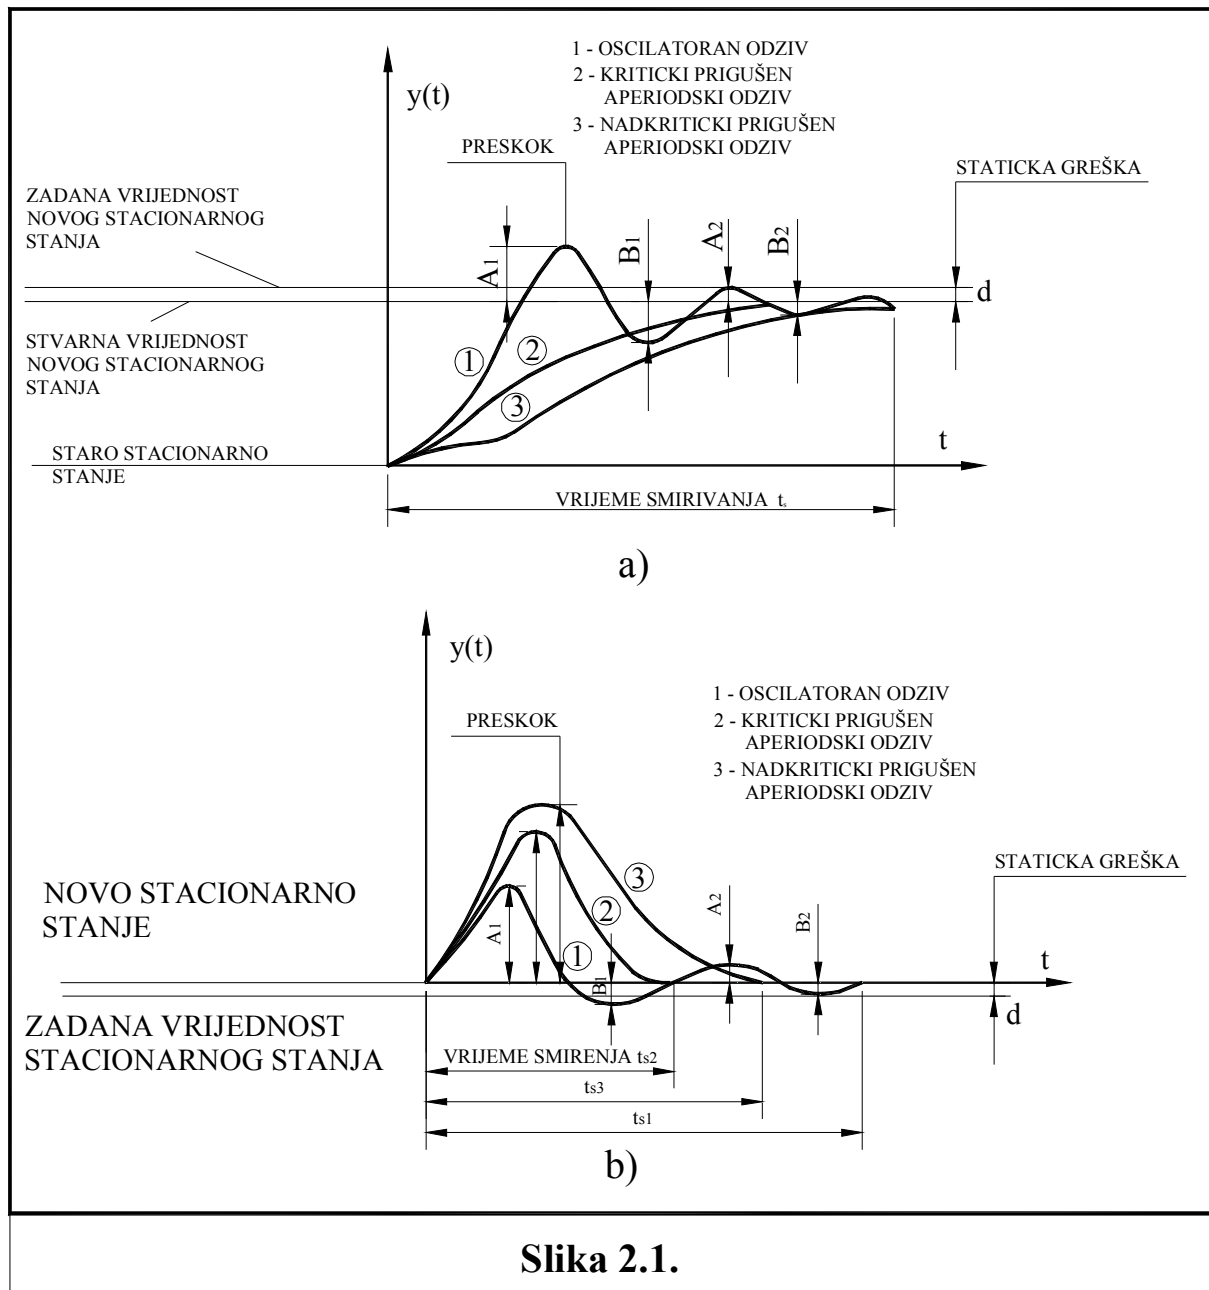 1 - OSCILATORAN ODZIV
2 - KRITICKI PRIGUŠEN
APERIODSKI ODZIV
3 - NADKRITICKI PRIGUŠEN
APERIODSKI ODZIV
y(t)
PRESKOK
STATICKA GREŠKA
ZADANA VRIJEDNOST
NOVOG STACIONARNOG
STANJA
A1
B1
A2
B2
d
STVARNA VRIJEDNOST
NOVOG STACIONARNOG
STANJA
1
2
3
t
STARO STACIONARNO
STANJE
VRIJEME SMIRIVANJA ts
a)
y(t)
1 - OSCILATORAN ODZIV
2 - KRITICKI PRIGUŠEN
APERIODSKI ODZIV
3 - NADKRITICKI PRIGUŠEN
APERIODSKI ODZIV
PRESKOK
STATICKA GREŠKA
NOVO STACIONARNO
STANJE
3
2
1
A1
B1
A2
B2
t
d
ZADANA VRIJEDNOST
STACIONARNOG STANJA
VRIJEME SMIRENJA ts2
ts3
ts1
b)
Slika 2.1.